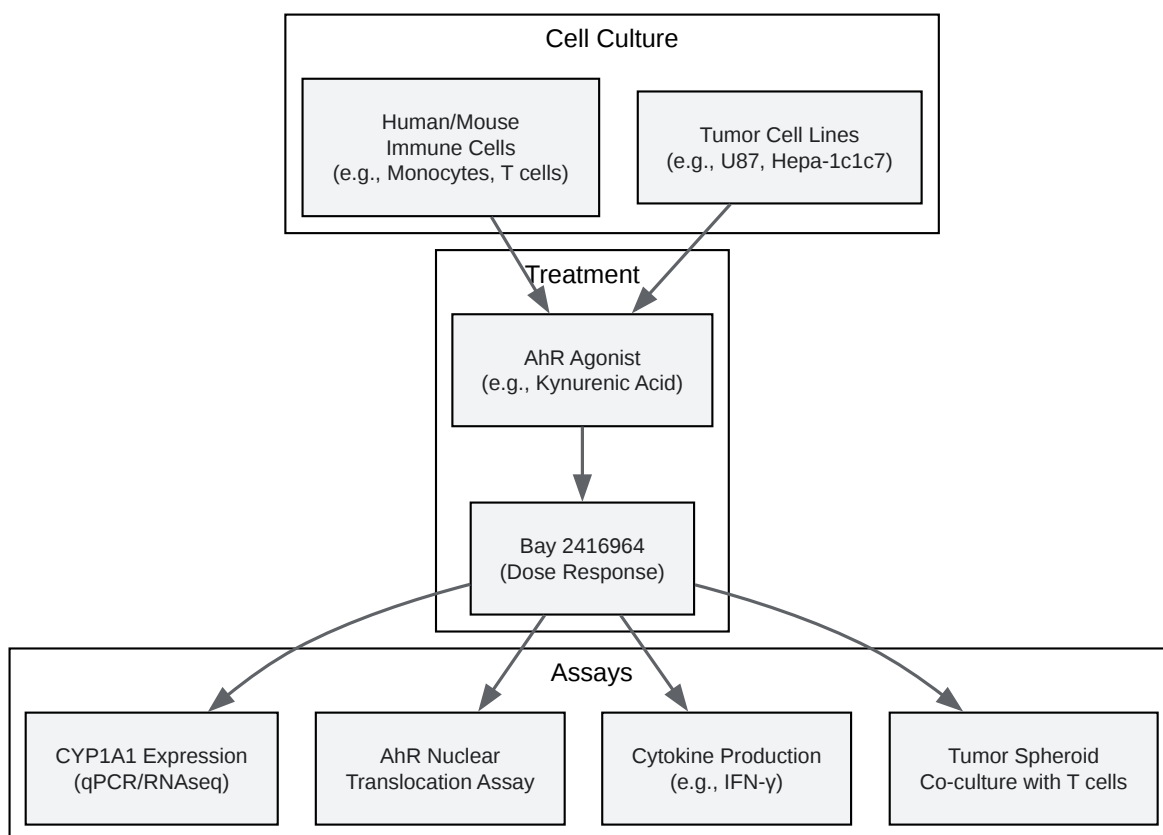 Cell Culture
Human/Mouse
Immune Cells
(e.g., Monocytes, T cells)
Tumor Cell Lines
(e.g., U87, Hepa-1c1c7)
Treatment
AhR Agonist
(e.g., Kynurenic Acid)
Bay 2416964
(Dose Response)
Assays
CYP1A1 Expression
(qPCR/RNAseq)
AhR Nuclear
Translocation Assay
Cytokine Production
(e.g., IFN-γ)
Tumor Spheroid
Co-culture with T cells